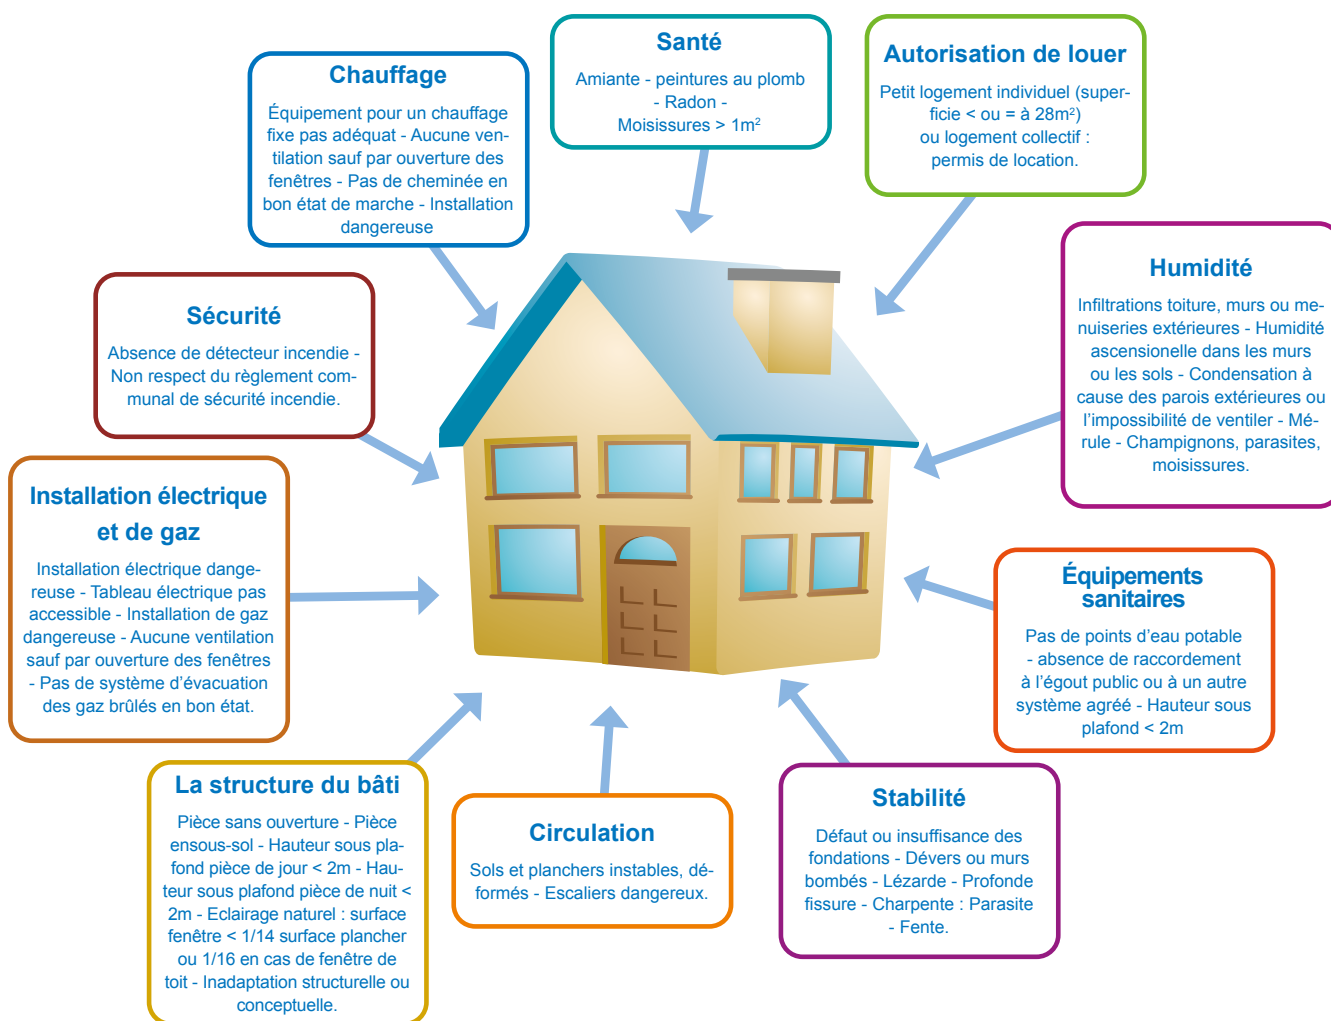 Santé
Amiante - peintures au plomb
- Radon -
Moisissures > 1m²
Autorisation de louer
Petit logement individuel (super-
ficie < ou = à 28m²)
ou logement collectif :
permis de location.
Chauffage
Équipement pour un chauffage
fixe pas adéquat - Aucune ven-
tilation sauf par ouverture des
fenêtres - Pas de cheminée en
bon état de marche - Installation
dangereuse
Humidité
Infiltrations toiture, murs ou me-
nuiseries extérieures - Humidité
ascensionelle dans les murs
ou les sols - Condensation à
cause des parois extérieures ou
l'impossibilité de ventiler - Mé-
rule - Champignons, parasites,
moisissures.
Sécurité
Absence de détecteur incendie -
Non respect du règlement com-
munal de sécurité incendie.
Installation électrique
et de gaz
Installation électrique dange-
reuse - Tableau électrique pas
accessible - Installation de gaz
dangereuse - Aucune ventilation
sauf par ouverture des fenêtres
- Pas de système d'évacuation
des gaz brûlés en bon état.
Équipements
sanitaires
Pas de points d'eau potable
- absence de raccordement
à l'égout public ou à un autre
système agréé - Hauteur sous
plafond < 2m
La structure du bâti
Pièce sans ouverture - Pièce
ensous-sol - Hauteur sous pla-
fond pièce de jour < 2m - Hau-
teur sous plafond pièce de nuit <
2m - Eclairage naturel : surface
fenêtre < 1/14 surface plancher
ou 1/16 en cas de fenêtre de
toit - Inadaptation structurelle ou
conceptuelle.
Circulation
Sols et planchers instables, dé-
formés - Escaliers dangereux.
Stabilité
Défaut ou insuffisance des
fondations - Dévers ou murs
bombés - Lézarde - Profonde
fissure - Charpente : Parasite
- Fente.